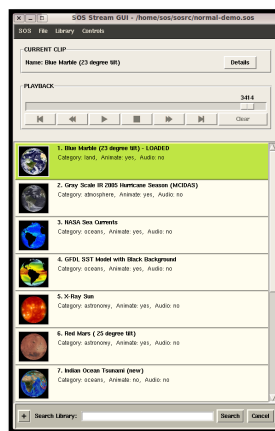 SOS Stream GUI - /home/sos/sosrc/normal-demo.sos
SOS File Library Controls
CURRENT CLIP
Name: Blue Marble (23 degree tilt)
Details
PLAYBACK
3414
Clear
1. Blue Marble (23 degree tilt) - LOADED
Category: land, Animate: yes, Audio: no
2. Gray Scale IR 2005 Hurricane Season (MCIDAS)
Category: atmosphere, Animate: yes, Audio: no
3. NASA Sea Currents
Category: oceans, Animate: yes, Audio: no
4. GFDL SST Model with Black Background
Category: oceans, Animate: yes, Audio: no
5. X-Ray Sun
Category: astronomy, Animate: yes, Audio: no
6. Red Mars ( 25 degree tilt)
Category: astronomy, Animate: yes, Audio: no
7. Indian Ocean Tsunami (new)
Category: oceans, Animate: no, Audio: no
+ Search Library: Search Cancel